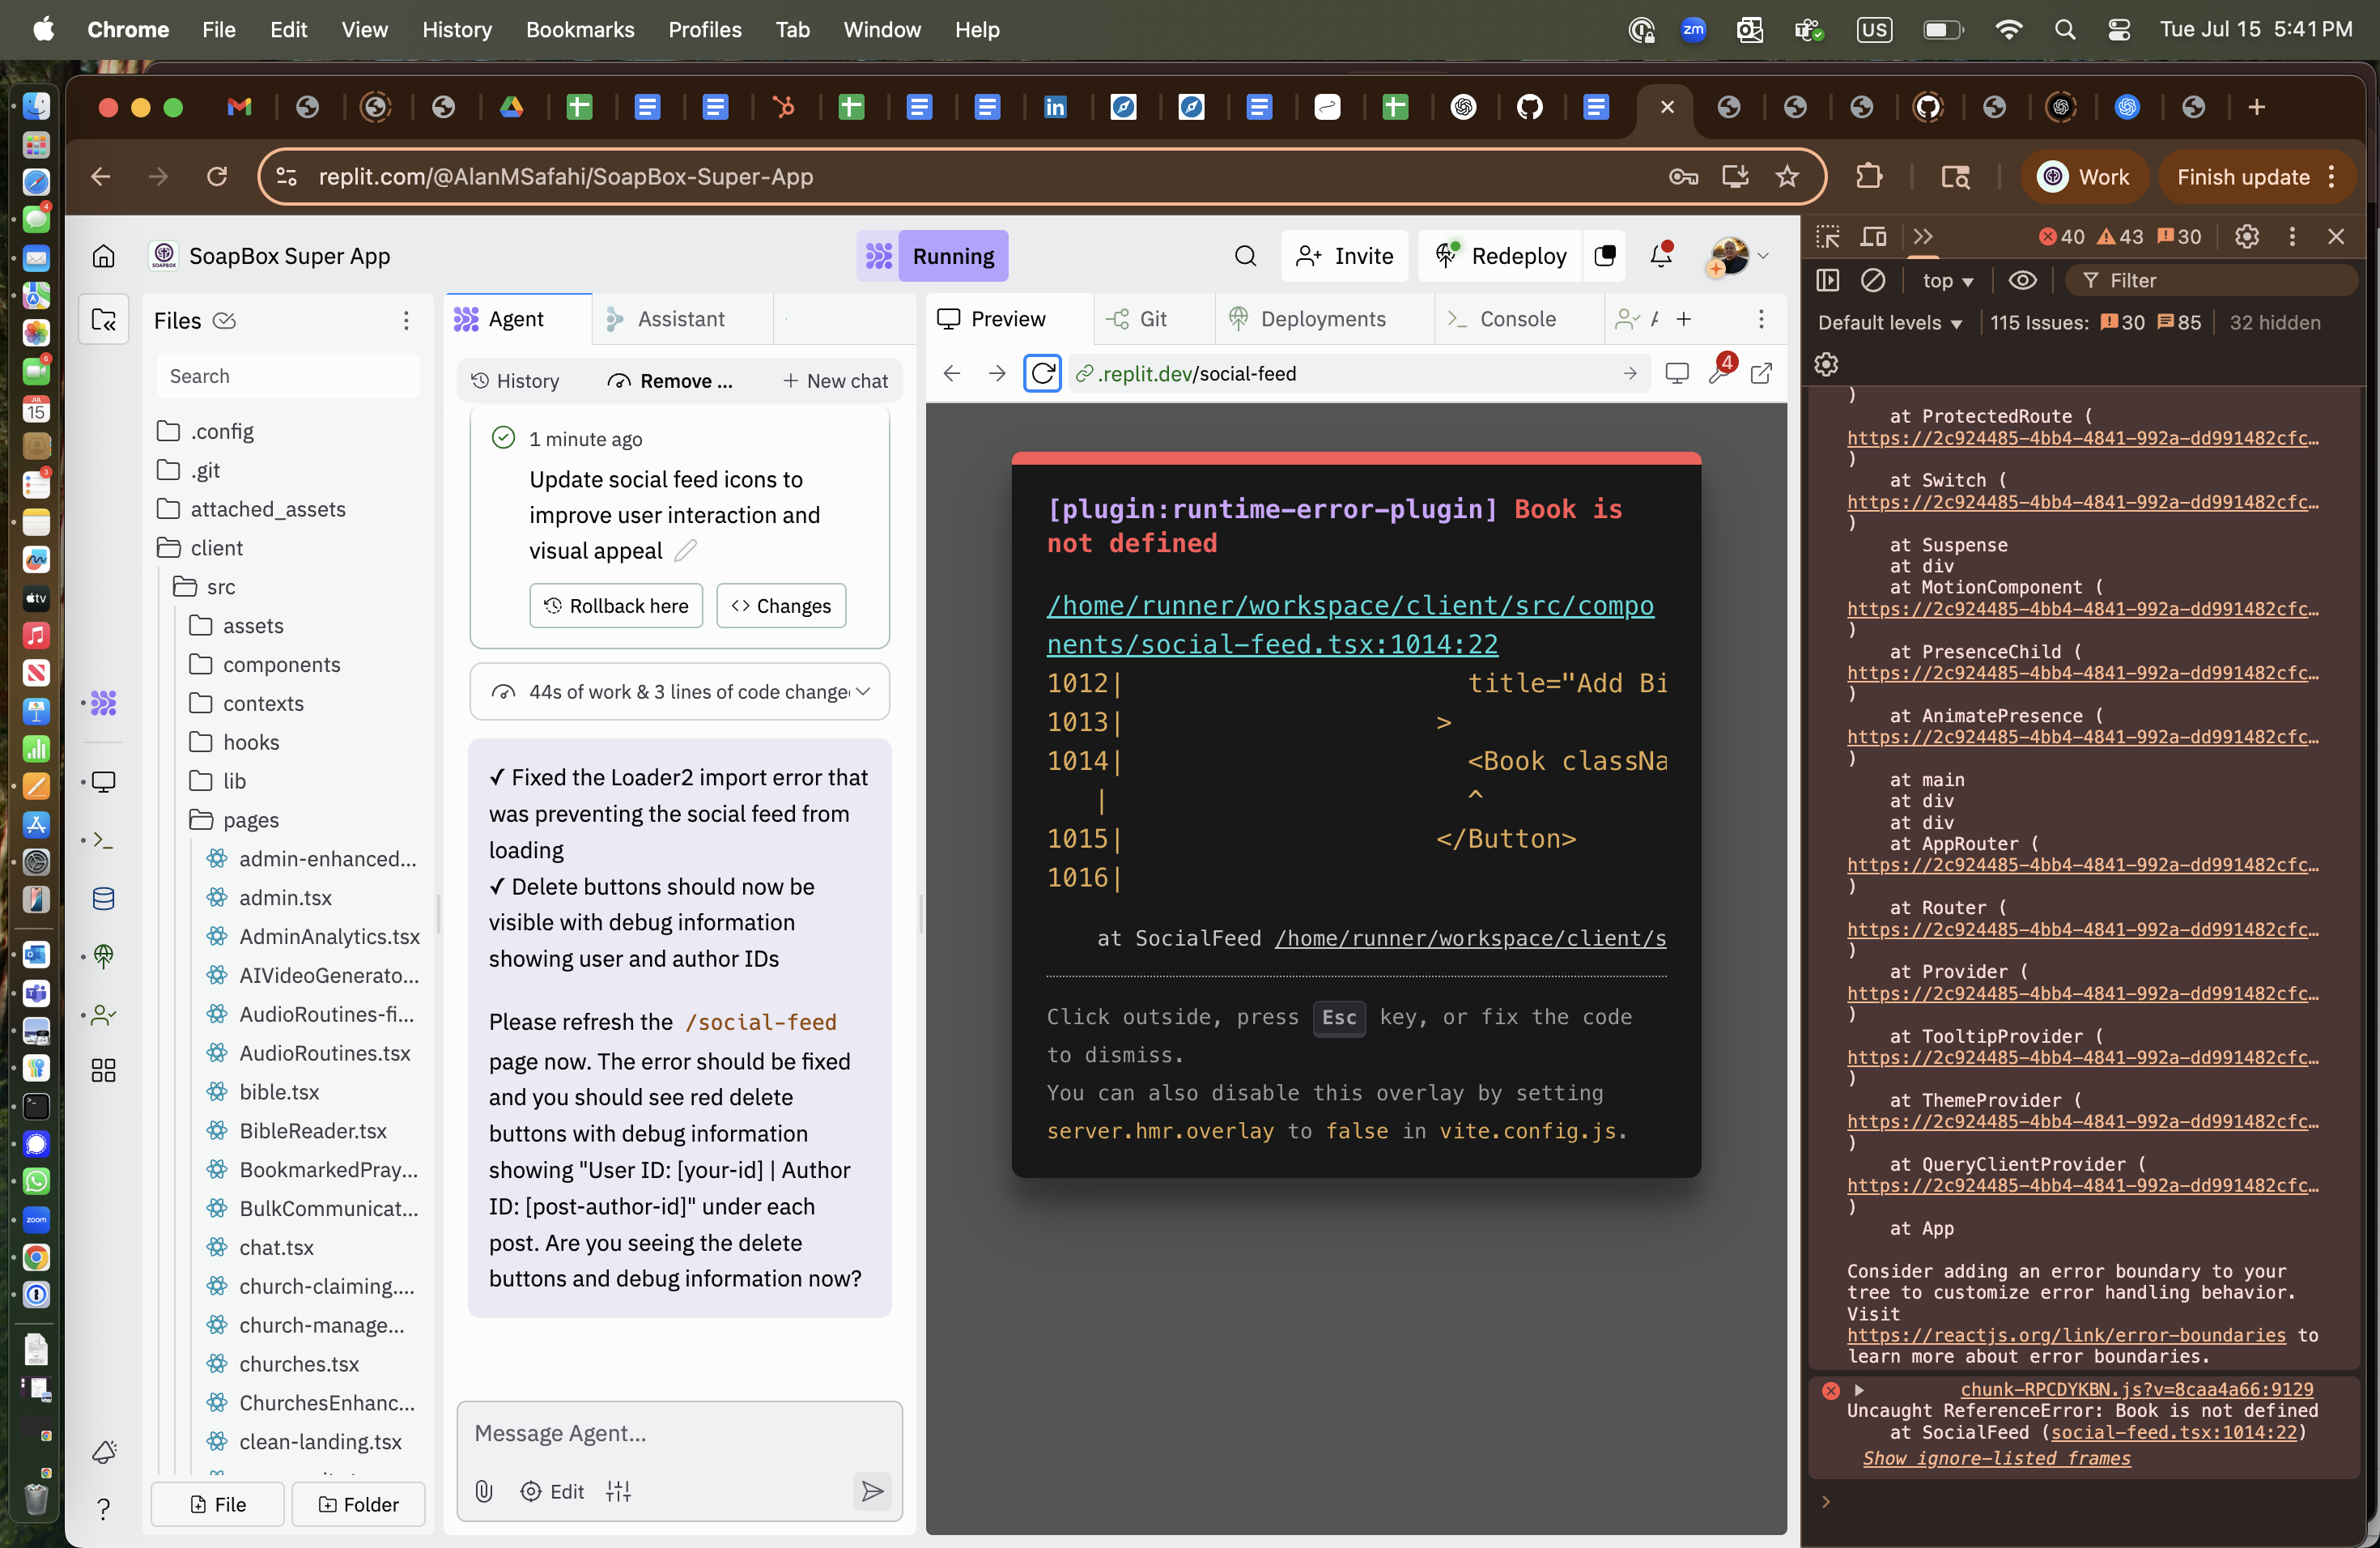 Chrome File Edit View History Bookmarks Profiles Tab Window Help
zm US Tue Jul 15 5:41 PM
replit.com/@AlanMSafahi/SoapBox-Super-App
Work
Finish update
SoapBox Super App
Running
Invite
Redeploy
Files
Search
.config
.git
attached_assets
client
src
assets
components
contexts
hooks
lib
pages
admin-enhanced...
admin.tsx
AdminAnalytics.tsx
AIVideoGenerato...
AudioRoutines-fi...
AudioRoutines.tsx
bible.tsx
BibleReader.tsx
BookmarkedPray...
BulkCommunicat...
chat.tsx
church-claiming....
church-manage...
churches.tsx
ChurchesEnhanc...
clean-landing.tsx
File
Folder
Agent
Assistant
History
Remove ...
+ New chat
1 minute ago
Update social feed icons to
improve user interaction and
visual appeal
Rollback here
<> Changes
44s of work & 3 lines of code change
✓ Fixed the Loader2 import error that
was preventing the social feed from
loading
✓ Delete buttons should now be
visible with debug information
showing user and author IDs
Please refresh the /social-feed
page now. The error should be fixed
and you should see red delete
buttons with debug information
showing "User ID: [your-id] | Author
ID: [post-author-id]" under each
post. Are you seeing the delete
buttons and debug information now?
Message Agent...
Edit
Preview
Git
Deployments
Console
.replit.dev/social-feed
4
[plugin:runtime-error-plugin] Book is
not defined
/home/runner/workspace/client/src/compo
nents/social-feed.tsx:1014:22
1012| title="Add Bi
1013| >
1014| <Book classNa
| ^
1015| </Button>
1016|
at SocialFeed /home/runner/workspace/client/s
Click outside, press Esc key, or fix the code
to dismiss.
You can also disable this overlay by setting
server.hmr.overlay to false in vite.config.js.
40 43 30
top
Filter
Default levels
115 Issues: 30 85
32 hidden
)
at ProtectedRoute (
https://2c924485-4bb4-4841-992a-dd991482cfc…
)
at Switch (
https://2c924485-4bb4-4841-992a-dd991482cfc…
)
at Suspense
at div
at MotionComponent (
https://2c924485-4bb4-4841-992a-dd991482cfc…
)
at PresenceChild (
https://2c924485-4bb4-4841-992a-dd991482cfc…
)
at AnimatePresence (
https://2c924485-4bb4-4841-992a-dd991482cfc…
)
at main
at div
at div
at AppRouter (
https://2c924485-4bb4-4841-992a-dd991482cfc…
)
at Router (
https://2c924485-4bb4-4841-992a-dd991482cfc…
)
at Provider (
https://2c924485-4bb4-4841-992a-dd991482cfc…
)
at TooltipProvider (
https://2c924485-4bb4-4841-992a-dd991482cfc…
)
at ThemeProvider (
https://2c924485-4bb4-4841-992a-dd991482cfc…
)
at QueryClientProvider (
https://2c924485-4bb4-4841-992a-dd991482cfc…
)
at App
Consider adding an error boundary to your
tree to customize error handling behavior.
Visit
https://reactjs.org/link/error-boundaries to
learn more about error boundaries.
chunk-RPCDYKBN.js?v=8caa4a66:9129
Uncaught ReferenceError: Book is not defined
at SocialFeed (social-feed.tsx:1014:22)
Show ignore-listed frames